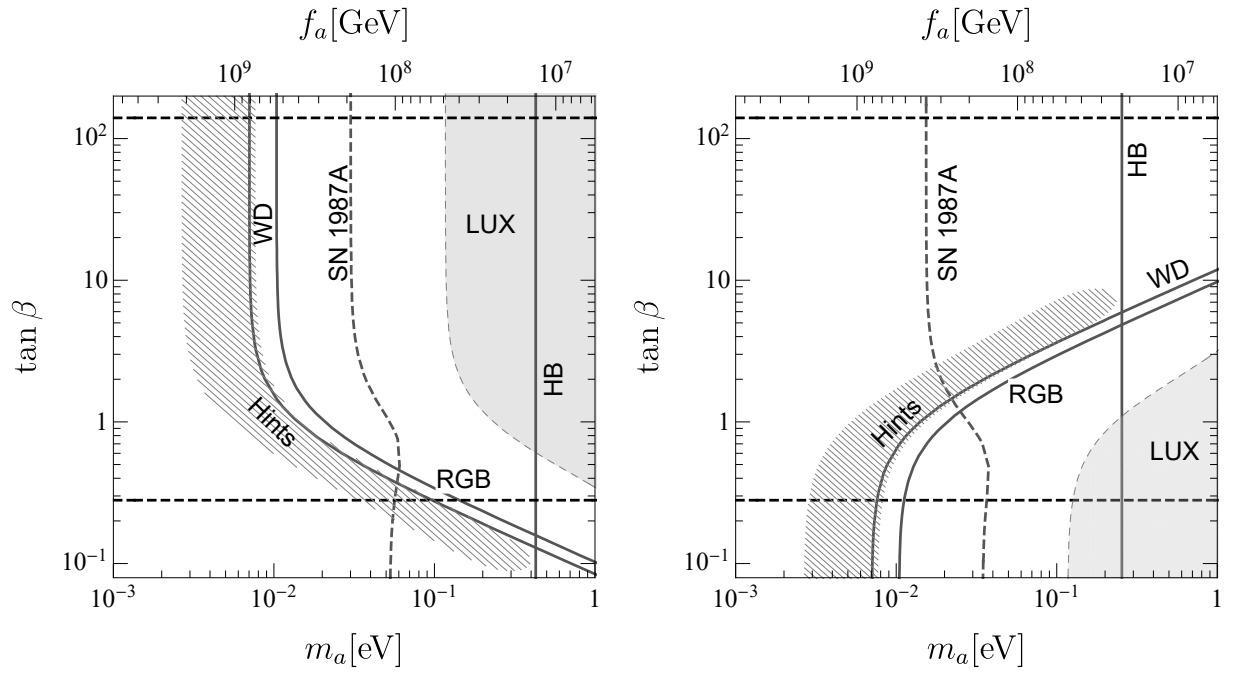 f_a[GeV]
10^9 10^8 10^7
10^2
10
1
10^-1
tan β
WD
SN 1987A
LUX
HB
Hints
RGB
10^-3 10^-2 10^-1 1
m_a[eV]
f_a[GeV]
10^9 10^8 10^7
10^2
10
1
10^-1
tan β
SN 1987A
HB
WD
RGB
Hints
LUX
10^-3 10^-2 10^-1 1
m_a[eV]